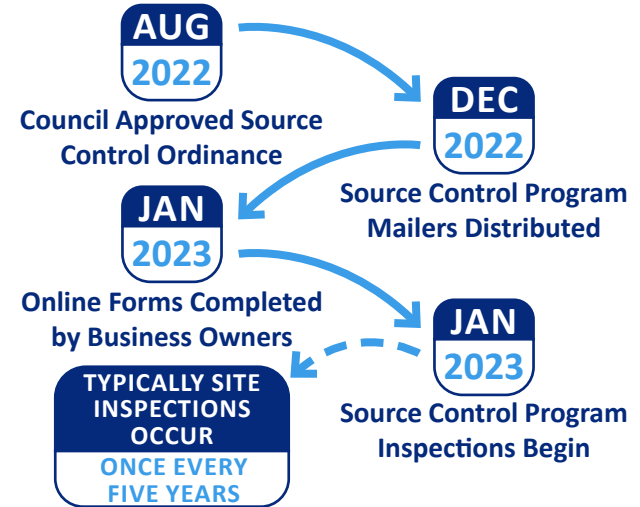 AUG
2022
Council Approved Source
Control Ordinance
DEC
2022
Source Control Program
Mailers Distributed
JAN
2023
Online Forms Completed
by Business Owners
JAN
2023
Source Control Program
Inspections Begin
TYPICALLY SITE
INSPECTIONS
OCCUR
ONCE EVERY
FIVE YEARS